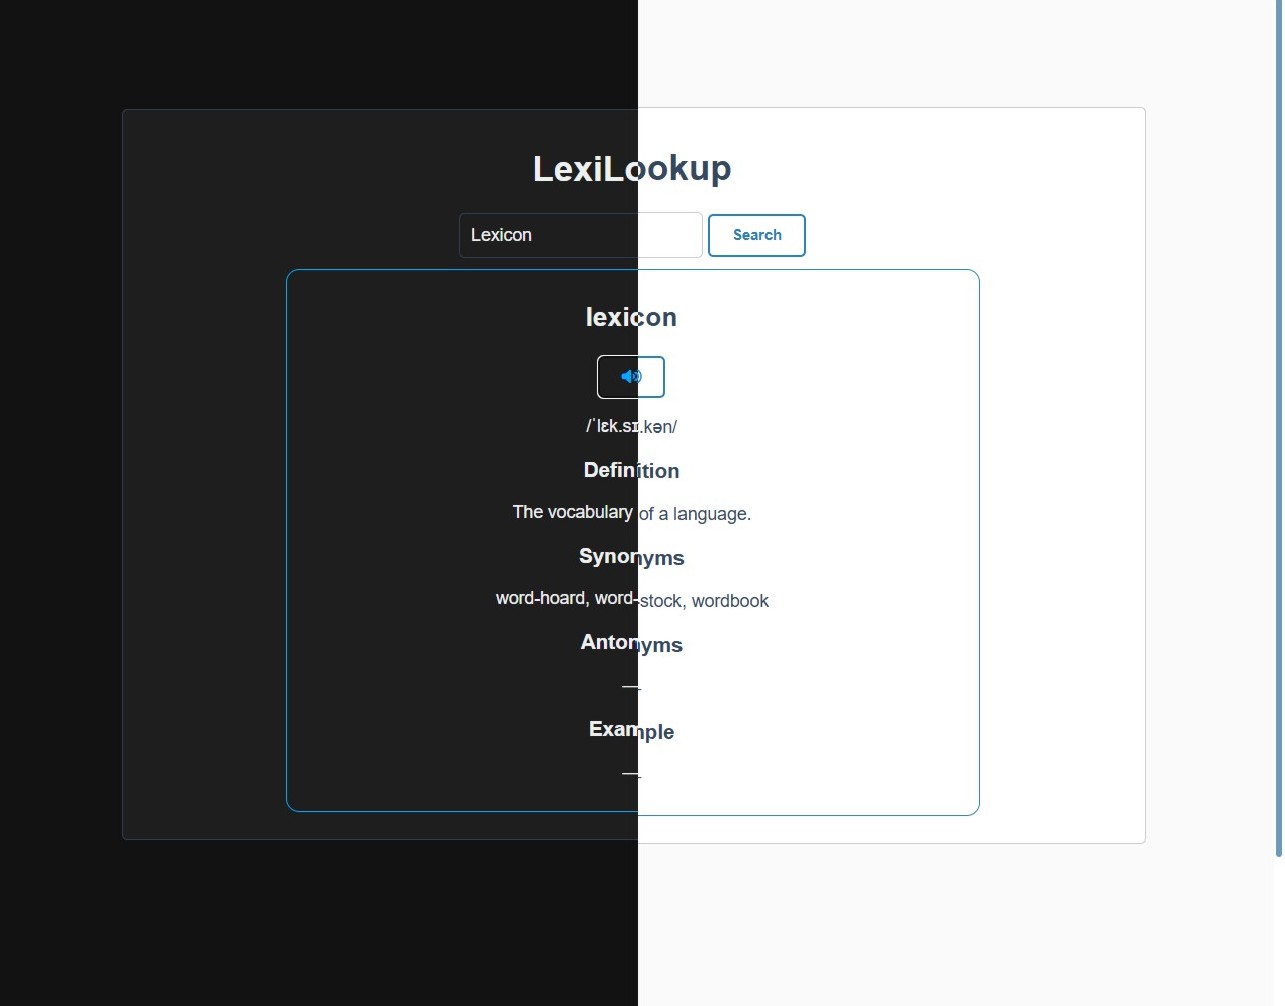 LexiLookup
Lexicon
Search
lexicon
/ˈlɛk.sɪ.kən/
Definition
The vocabulary of a language.
Synonyms
word-hoard, word-stock, wordbook
Antonyms
—
Example
—